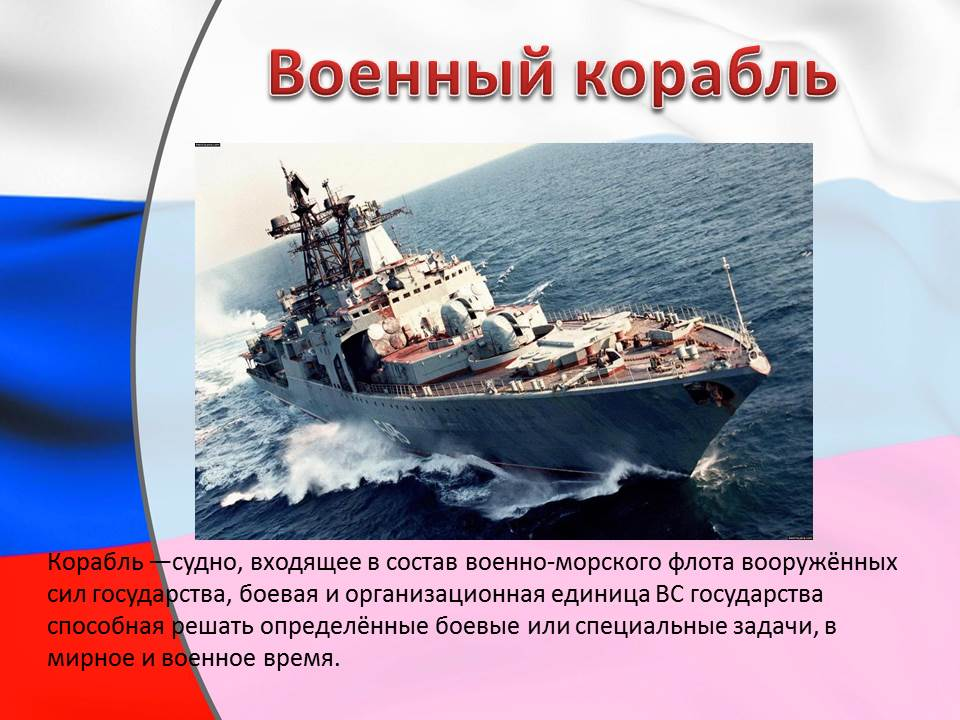 Военный корабль
Корабль —судно, входящее в состав военно-морского флота вооружённых
сил государства, боевая и организационная единица ВС государства
способная решать определённые боевые или специальные задачи, в
мирное и военное время.